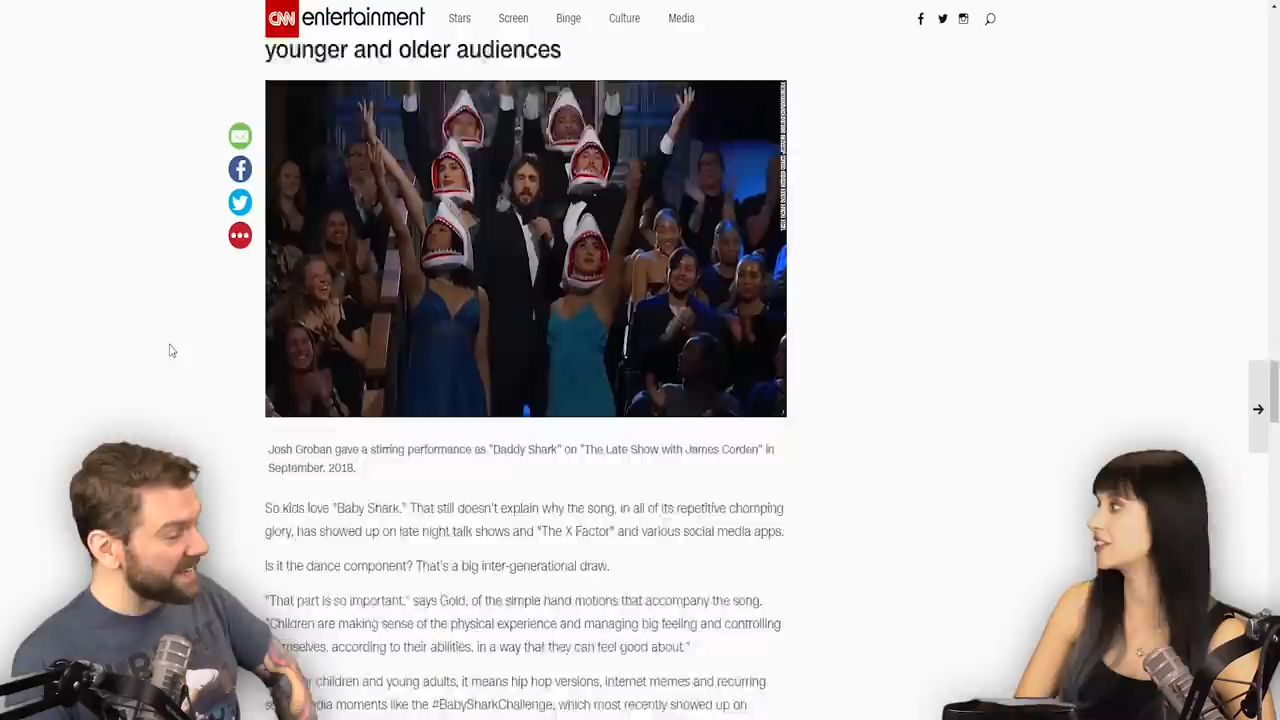 CNN entertainment Stars Screen Binge Culture Media
younger and older audiences
Josh Groban gave a stirring performance as "Daddy Shark" on "The Late Show with James Corden" in
September, 2018.
So kids love "Baby Shark." That still doesn't explain why the song, in all of its repetitive chomping
glory, has showed up on late night talk shows and "The X Factor" and various social media apps.
Is it the dance component? That's a big inter-generational draw.
"That part is so important," says Gold, of the simple hand motions that accompany the song.
"Children are making sense of the physical experience and managing big feeling and controlling
themselves, according to their abilities, in a way that they can feel good about."
children and young adults, it means hip hop versions, internet memes and recurring
moments like the #BabySharkChallenge, which most recently showed up on